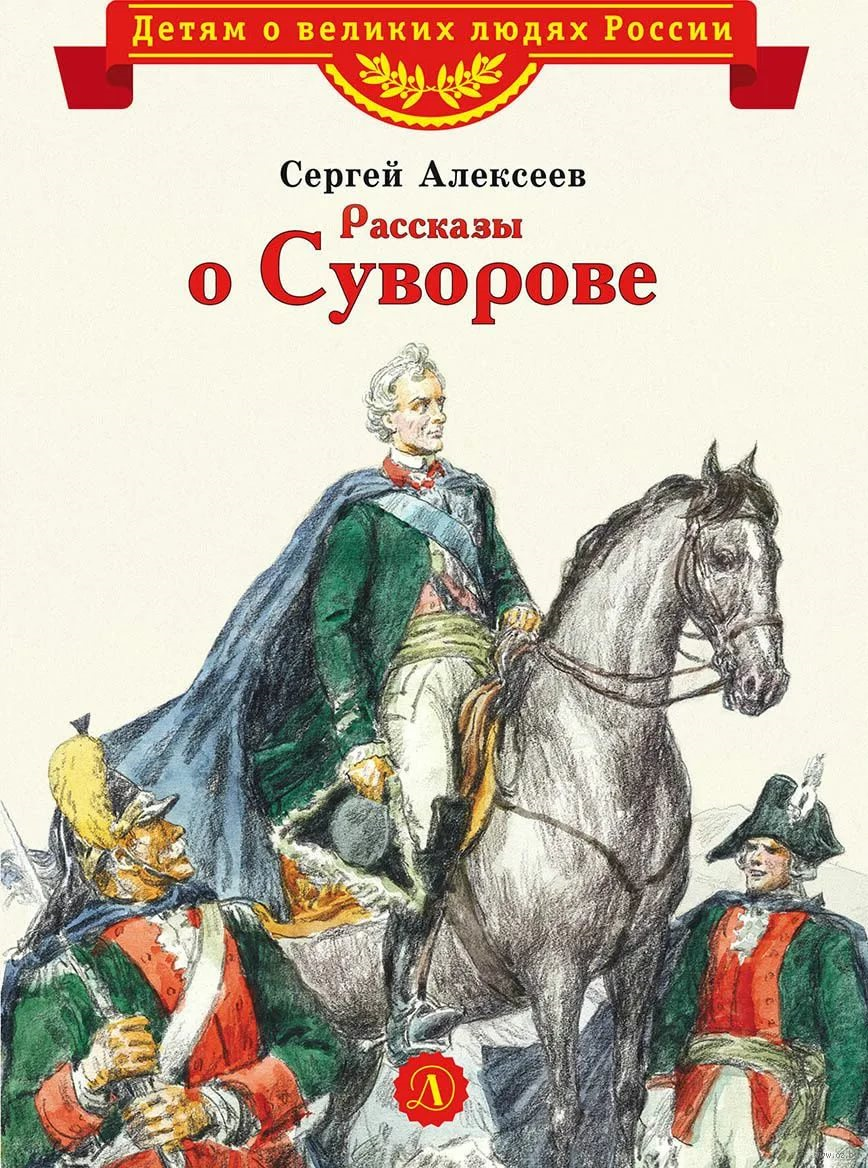 Детям о великих людях России
Сергей Алексеев
Рассказы
о Суворове
Д